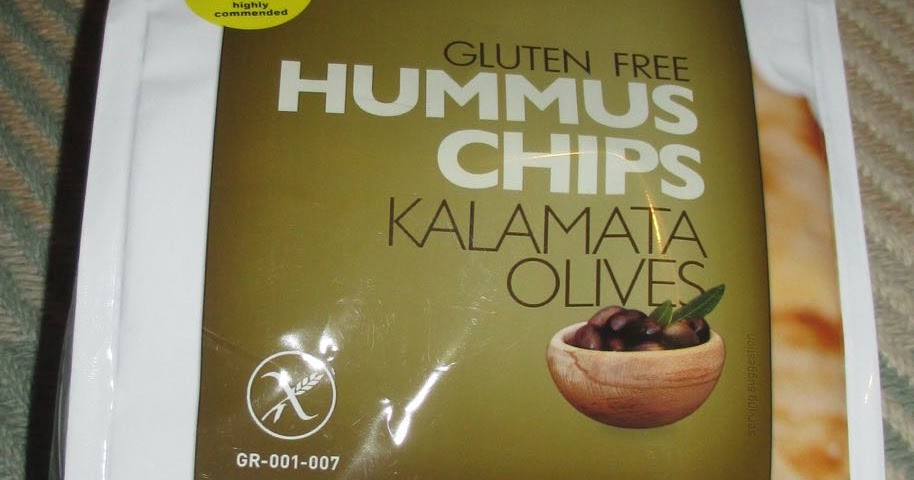 highly
commended
GLUTEN FREE
HUMMUS
CHIPS
KALAMATA
OLIVES
serving suggestion
GR-001-007